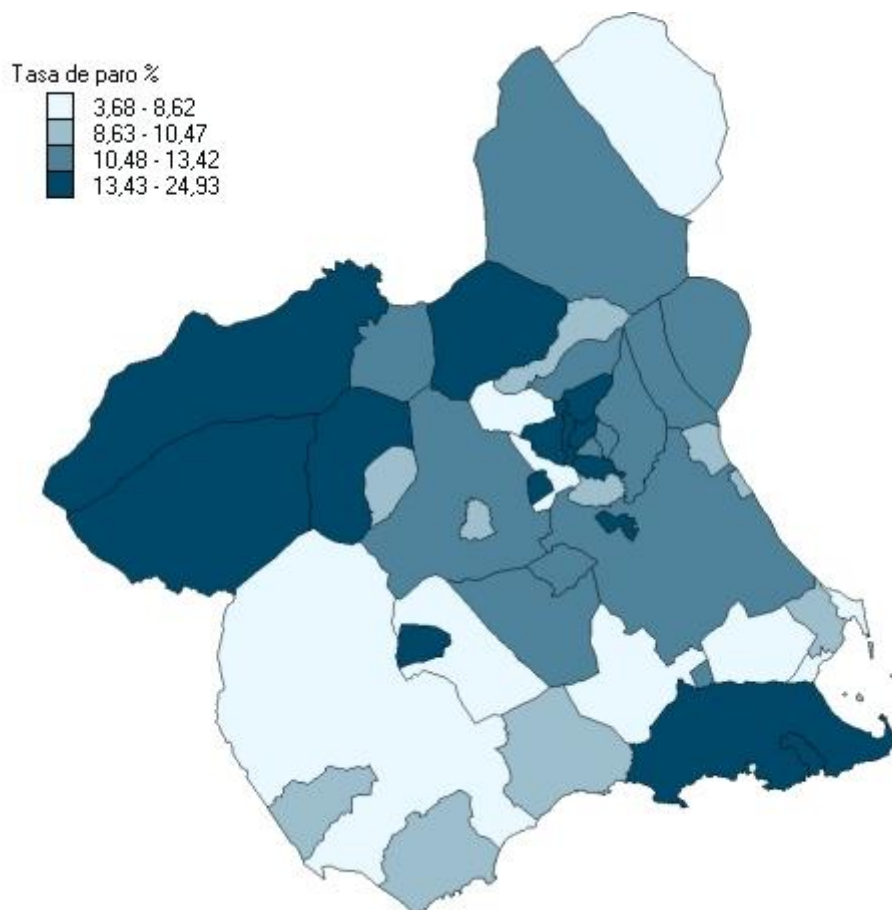 Tasa de paro %
3,68 - 8,62
8,63 - 10,47
10,48 - 13,42
13,43 - 24,93